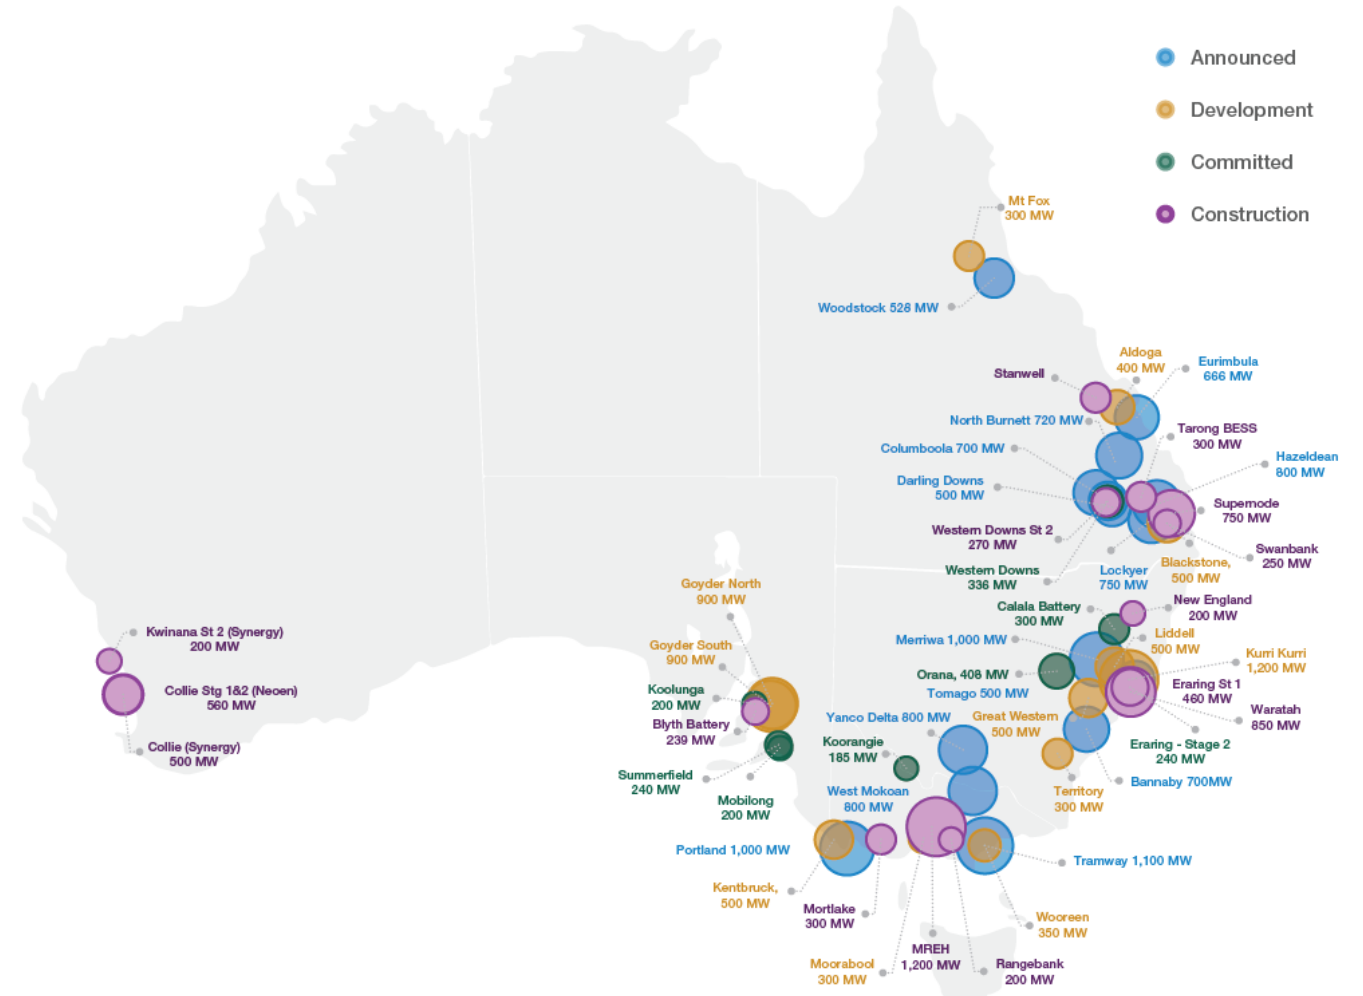 Announced
Development
Committed
Construction
Mt Fox
300 MW
Woodstock 528 MW
Aldoga
400 MW
Eurimbula
666 MW
Stanwell
North Burnett 720 MW
Tarong BESS
300 MW
Columboola 700 MW
Hazeldean
800 MW
Darling Downs
500 MW
Supernode
750 MW
Western Downs St 2
270 MW
Swanbank
250 MW
Western Downs
336 MW
Lockyer
750 MW
Blackstone,
500 MW
Goyder North
900 MW
Calala Battery
300 MW
New England
200 MW
Merriwa 1,000 MW
Liddell
500 MW
Kwinana St 2 (Synergy)
200 MW
Goyder South
900 MW
Kurri Kurri
1,200 MW
Orana, 408 MW
Collie Stg 1&2 (Neoen)
560 MW
Koolunga
200 MW
Tomago 500 MW
Eraring St 1
460 MW
Blyth Battery
239 MW
Yanco Delta 800 MW
Great Western
500 MW
Waratah
850 MW
Collie (Synergy)
500 MW
Koorangie
185 MW
Eraring - Stage 2
240 MW
Summerfield
240 MW
Bannaby 700MW
Mobilong
200 MW
West Mokoan
800 MW
Territory
300 MW
Portland 1,000 MW
Tramway 1,100 MW
Kentbruck,
500 MW
Mortlake
300 MW
Wooreen
350 MW
MREH
1,200 MW
Moorabool
300 MW
Rangebank
200 MW